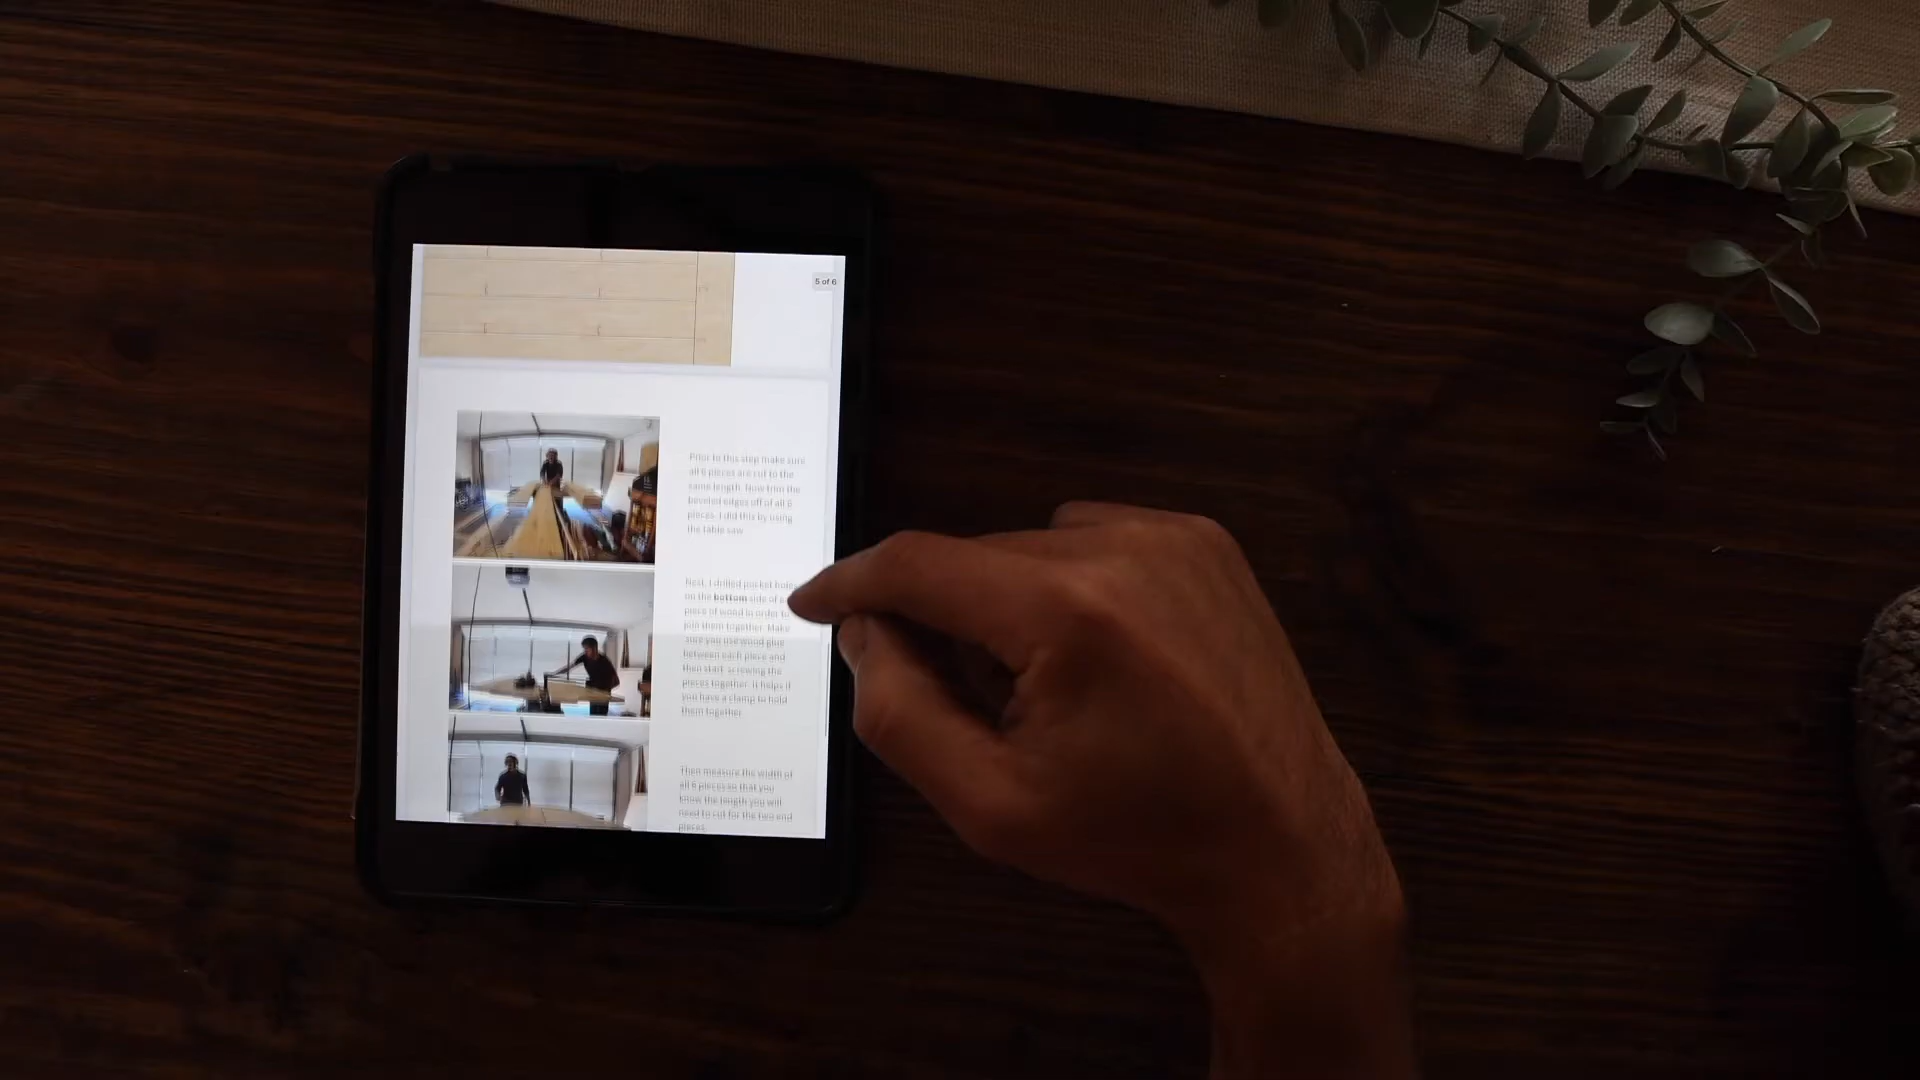 5 of 6
Prior to this step make sure
all 6 pieces are cut to the
same length. Now trim the
beveled edges off of all 6
pieces. I did this by using
the table saw
Next, I drilled pocket holes
on the bottom side of
piece of wood in order to
join them together. Make
sure you use wood glue
between each piece and
then start screwing the
pieces together. It helps if
you have a clamp to hold
them together.
Then measure the width of
all 6 pieces so that you
know the length you will
need to cut for the two end
pieces.